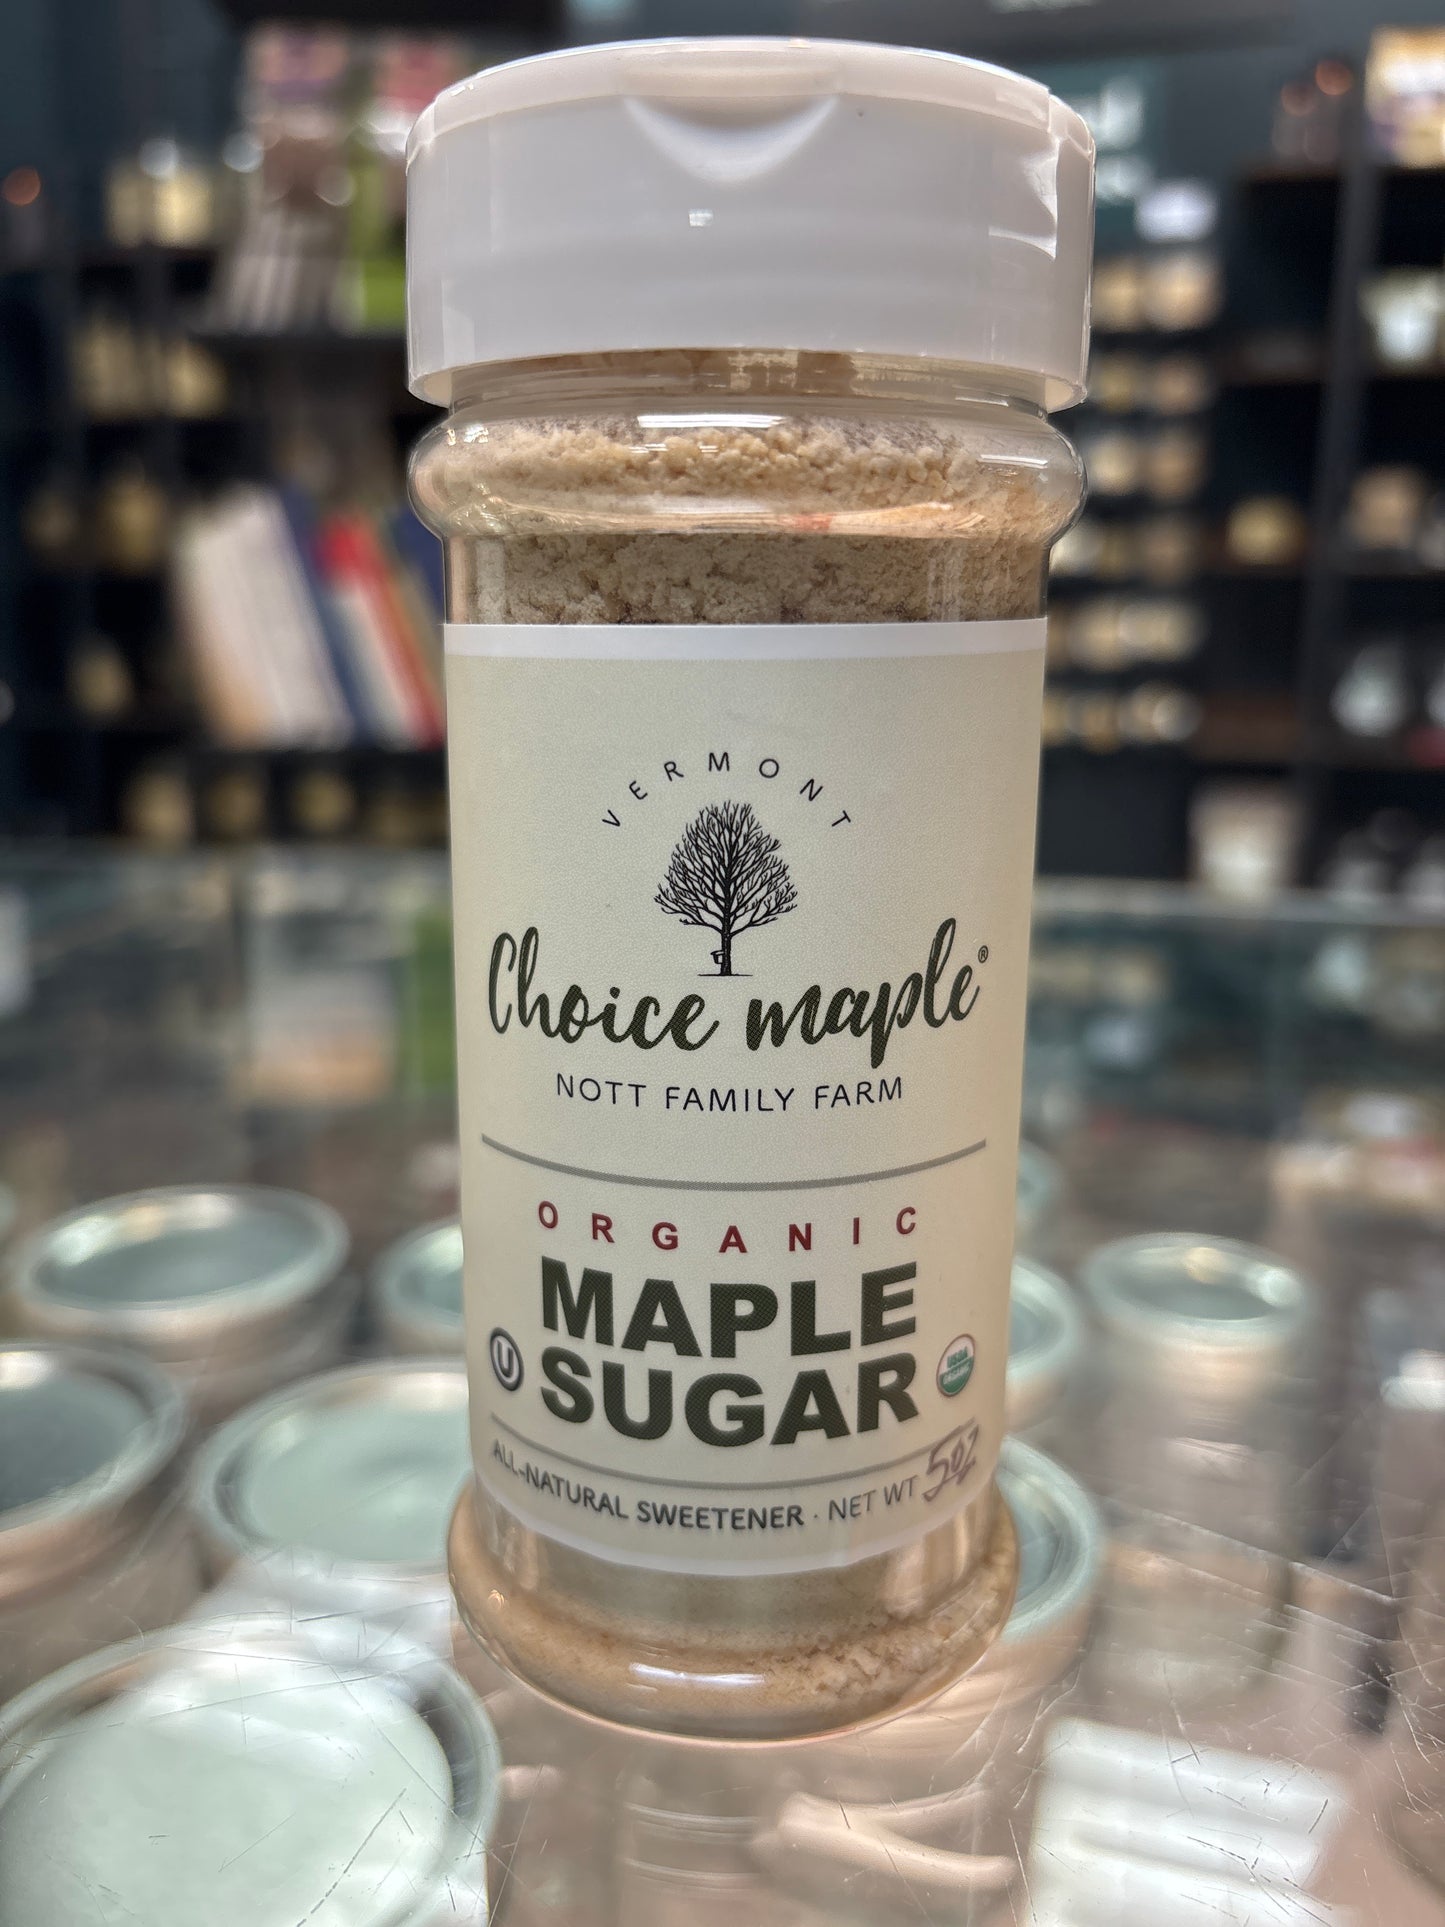 VERMONT
Choice maple®
NOTT FAMILY FARM
ORGANIC
MAPLE
SUGAR
U
USDA
ORGANIC
ALL-NATURAL SWEETENER · NET WT 5oz